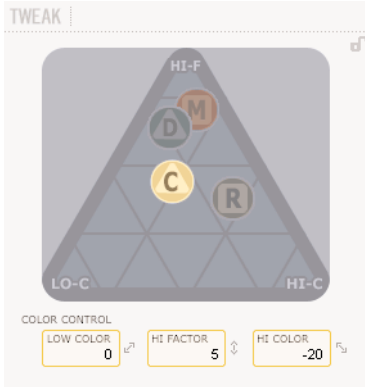 TWEAK
HI-F
M
D
C
R
LO-C HI-C
COLOR CONTROL
LOW COLOR HI FACTOR HI COLOR
0 5 -20